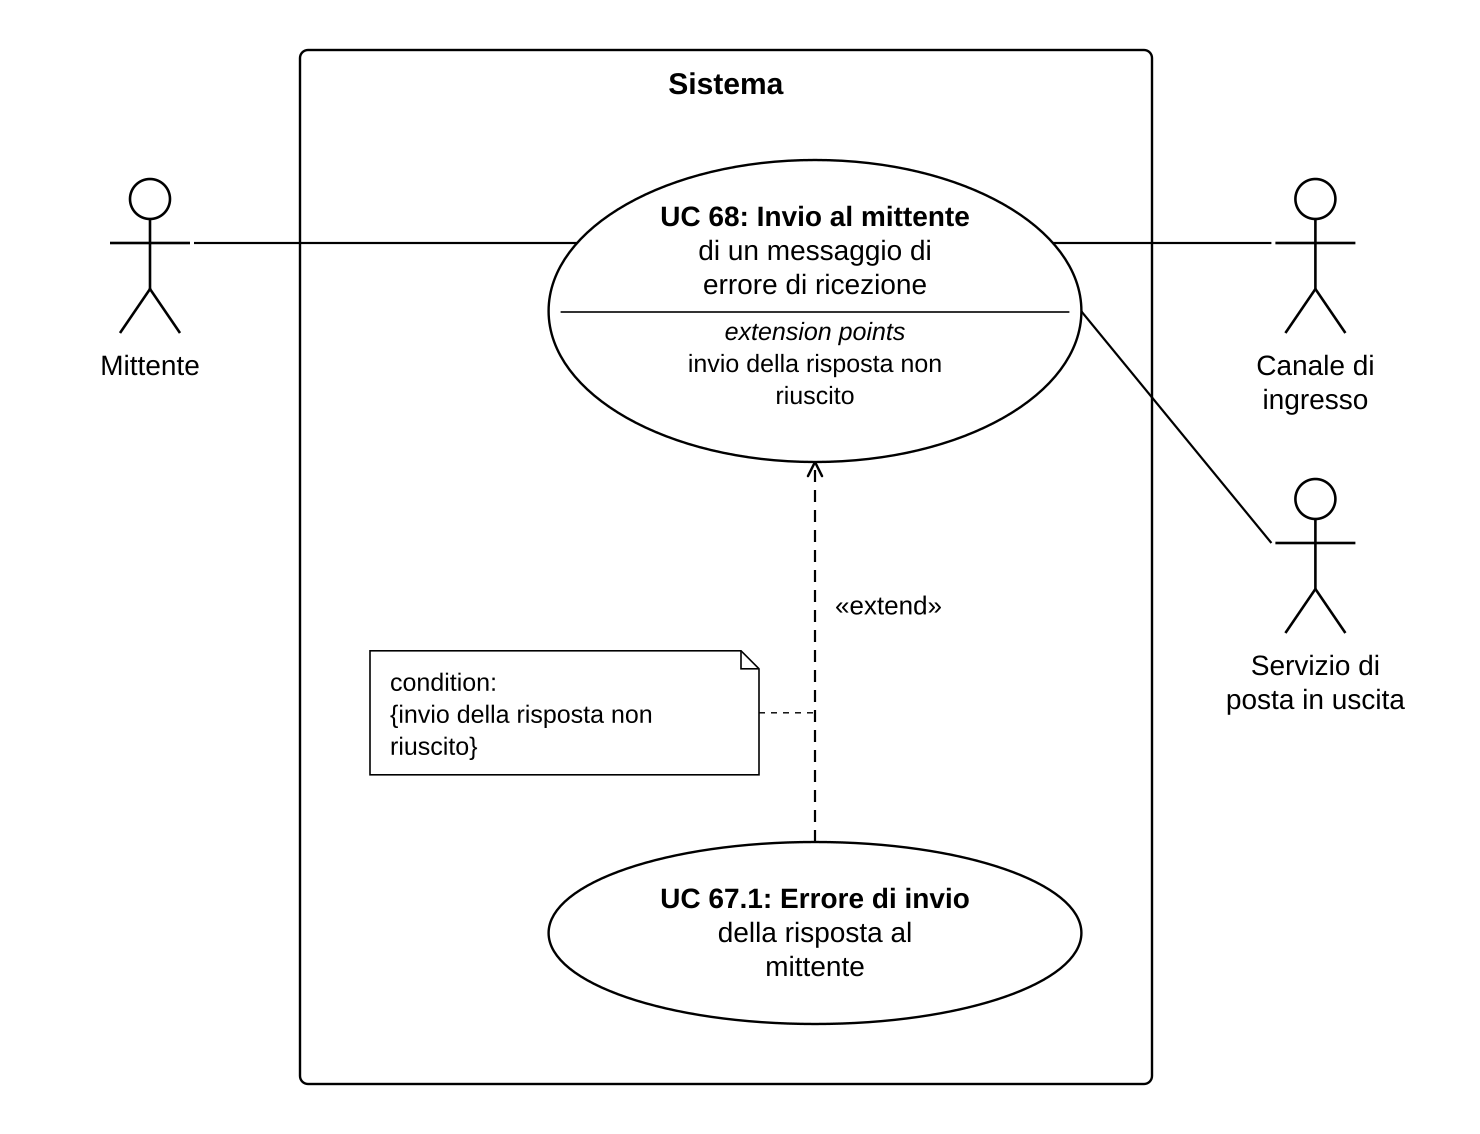 Sistema
UC 68: Invio al mittente
di un messaggio di
errore di ricezione
extension points
invio della risposta non
riuscito
Mittente
Canale di
ingresso
«extend»
condition:
{invio della risposta non
riuscito}
Servizio di
posta in uscita
UC 67.1: Errore di invio
della risposta al
mittente